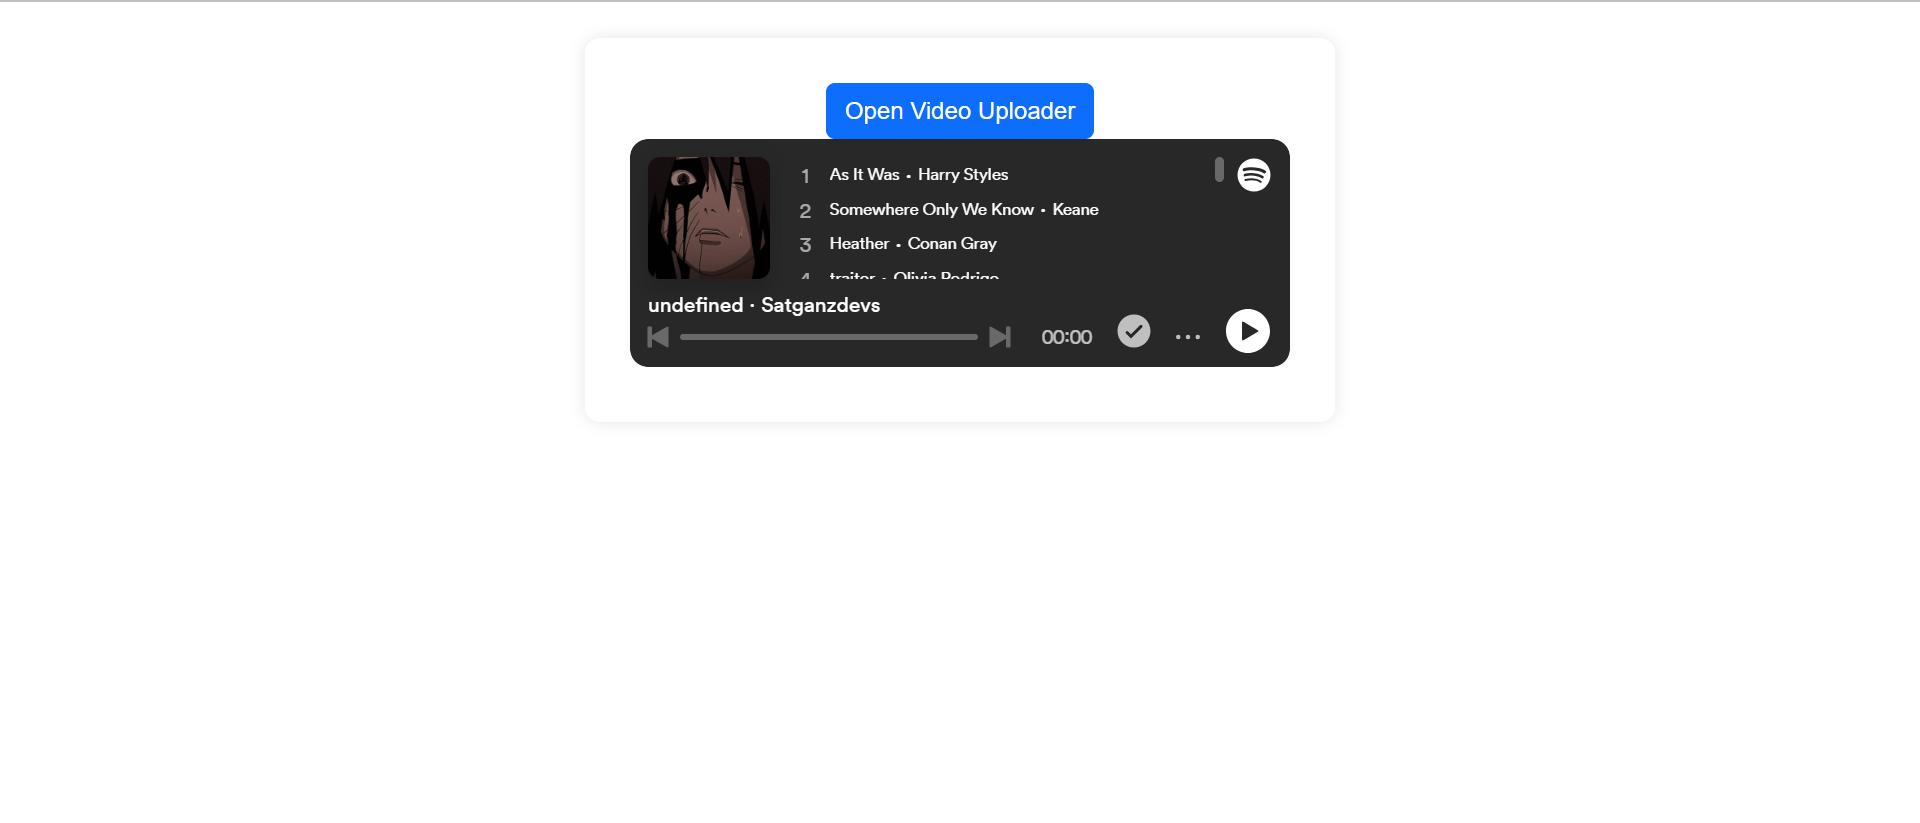 Open Video Uploader
1 As It Was • Harry Styles
2 Somewhere Only We Know • Keane
3 Heather • Conan Gray
4 traitor • Olivia Rodrigo
undefined · Satganzdevs
00:00